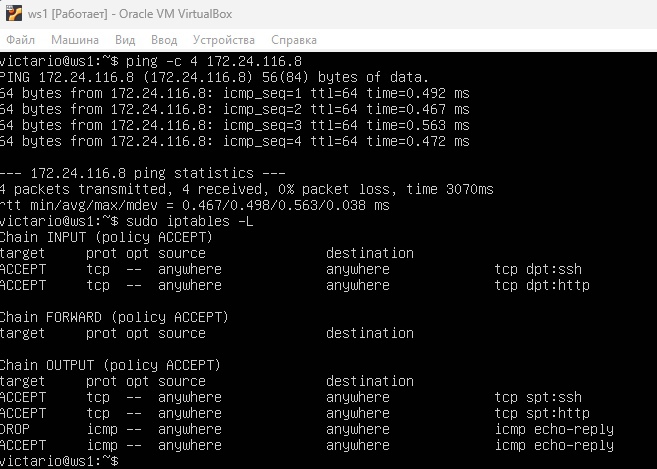 ws1 [Работает] - Oracle VM VirtualBox
Файл Машина Вид Ввод Устройства Справка
victario@ws1:~$ ping -c 4 172.24.116.8
PING 172.24.116.8 (172.24.116.8) 56(84) bytes of data.
64 bytes from 172.24.116.8: icmp_seq=1 ttl=64 time=0.492 ms
64 bytes from 172.24.116.8: icmp_seq=2 ttl=64 time=0.467 ms
64 bytes from 172.24.116.8: icmp_seq=3 ttl=64 time=0.563 ms
64 bytes from 172.24.116.8: icmp_seq=4 ttl=64 time=0.472 ms
--- 172.24.116.8 ping statistics ---
4 packets transmitted, 4 received, 0% packet loss, time 3070ms
rtt min/avg/max/mdev = 0.467/0.498/0.563/0.038 ms
victario@ws1:~$ sudo iptables -L
Chain INPUT (policy ACCEPT)
target prot opt source destination
ACCEPT tcp -- anywhere anywhere tcp dpt:ssh
ACCEPT tcp -- anywhere anywhere tcp dpt:http
Chain FORWARD (policy ACCEPT)
target prot opt source destination
Chain OUTPUT (policy ACCEPT)
target prot opt source destination
ACCEPT tcp -- anywhere anywhere tcp spt:ssh
ACCEPT tcp -- anywhere anywhere tcp spt:http
DROP icmp -- anywhere anywhere icmp echo-reply
ACCEPT icmp -- anywhere anywhere icmp echo-reply
victario@ws1:~$